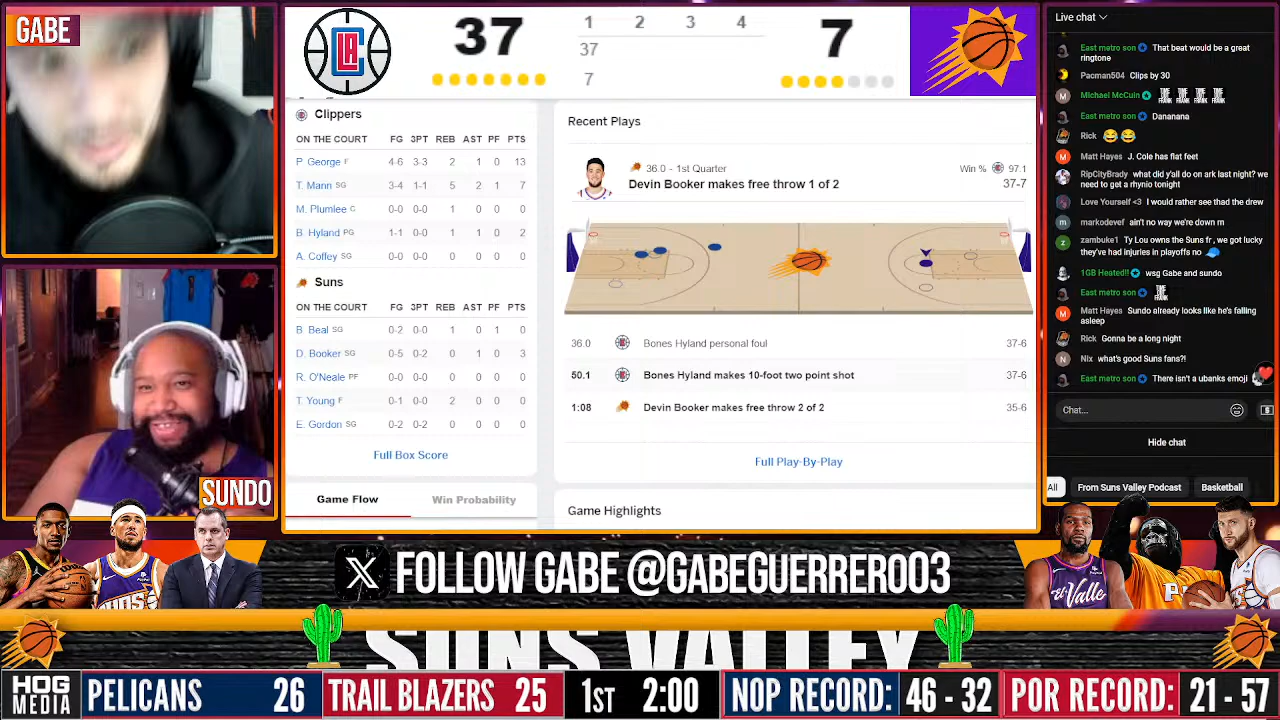 GABE
SUNDO
LA
37
7
1 2 3 4
37
7
Clippers
ON THE COURT FG 3PT REB AST PF PTS
P. George F 4-6 3-3 2 1 0 13
T. Mann SG 3-4 1-1 5 2 1 7
M. Plumlee C 0-0 0-0 1 0 0 0
B. Hyland PG 1-1 0-0 1 1 0 2
A. Coffey SG 0-0 0-0 0 0 0 0
Suns
ON THE COURT FG 3PT REB AST PF PTS
B. Beal SG 0-2 0-0 1 0 1 0
D. Booker SG 0-5 0-2 0 1 0 3
R. O'Neale PF 0-0 0-0 0 0 0 0
T. Young F 0-1 0-0 2 0 0 0
E. Gordon SG 0-2 0-2 0 0 0 0
Full Box Score
Game Flow
Win Probability
Recent Plays
36.0 - 1st Quarter
Win % 97.1
Devin Booker makes free throw 1 of 2
37-7
36.0 Bones Hyland personal foul 37-6
50.1 Bones Hyland makes 10-foot two point shot 37-6
1:08 Devin Booker makes free throw 2 of 2 35-6
Full Play-By-Play
Game Highlights
Live chat
East metro son That beat would be a great
ringtone
Pacman504 Clips by 30
Michael McCuin
East metro son Dananana
Rick
Matt Hayes J. Cole has flat feet
RipCityBrady what did y'all do on ark last night? we
need to get a rhynio tonight
Love Yourself <3 I would rather see thad the drew
markodevef ain't no way we're down rn
zambuke1 Ty Lou owns the Suns fr , we got lucky
they've had injuries in playoffs no
1GB Heated!! wsg Gabe and sundo
East metro son
Matt Hayes Sundo already looks like he's falling
asleep
Rick Gonna be a long night
Nix what's good Suns fans?!
East metro son There isn't a ubanks emoji
Chat...
Hide chat
All
From Suns Valley Podcast
Basketball
X FOLLOW GABE @GABEGUERRERO03
SUNS VALLEY
HOG
MEDIA
PELICANS 26 TRAIL BLAZERS 25 1ST 2:00 NOP RECORD: 46 - 32 POR RECORD: 21 - 57